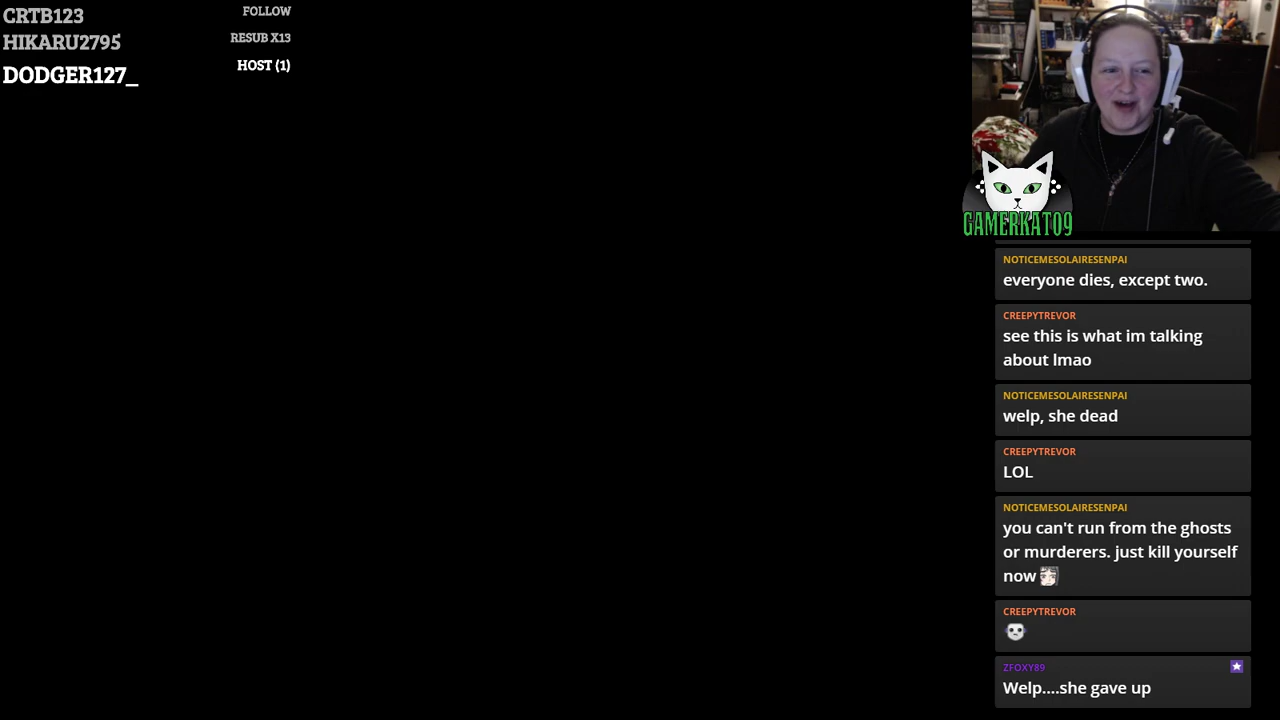 CRTB123 FOLLOW
HIKARU2795 RESUB X13
DODGER127_ HOST (1)
GAMERKAT09
NOTICEMESOLAIRESENPAI
everyone dies, except two.
CREEPYTREVOR
see this is what im talking
about lmao
NOTICEMESOLAIRESENPAI
welp, she dead
CREEPYTREVOR
LOL
NOTICEMESOLAIRESENPAI
you can't run from the ghosts
or murderers. just kill yourself
now
CREEPYTREVOR
ZFOXY89
Welp....she gave up